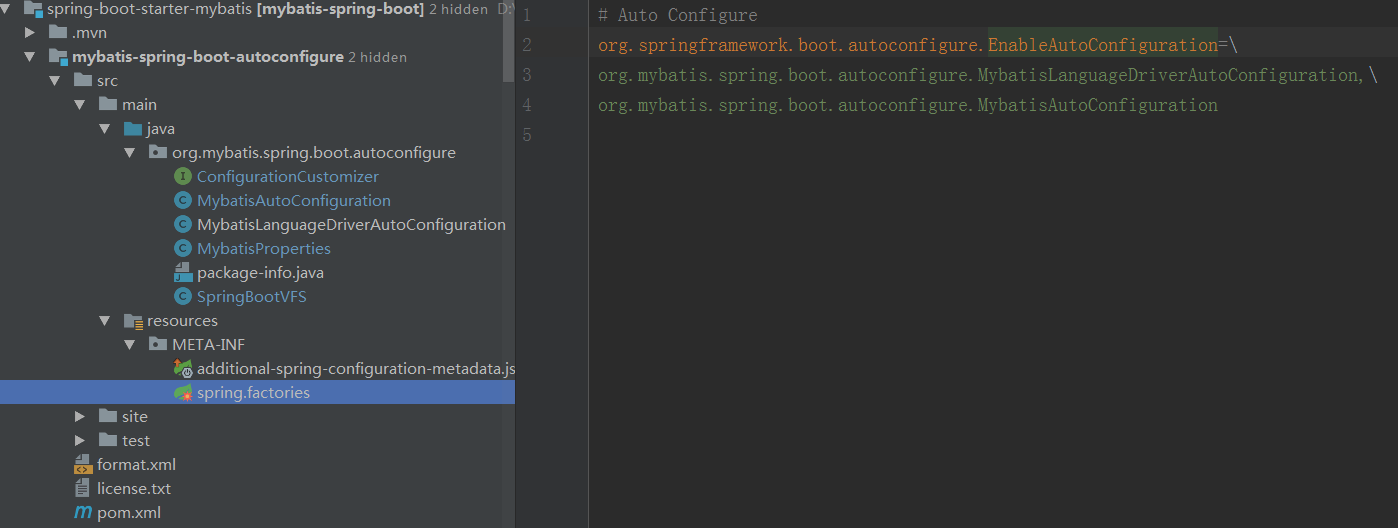 spring-boot-starter-mybatis [mybatis-spring-boot] 2 hidden
.mvn
mybatis-spring-boot-autoconfigure 2 hidden
src
main
java
org.mybatis.spring.boot.autoconfigure
ConfigurationCustomizer
MybatisAutoConfiguration
MybatisLanguageDriverAutoConfiguration
MybatisProperties
package-info.java
SpringBootVFS
resources
META-INF
additional-spring-configuration-metadata.js
spring.factories
site
test
format.xml
license.txt
pom.xml
1 # Auto Configure
2 org.springframework.boot.autoconfigure.EnableAutoConfiguration=\
3 org.mybatis.spring.boot.autoconfigure.MybatisLanguageDriverAutoConfiguration,\
4 org.mybatis.spring.boot.autoconfigure.MybatisAutoConfiguration
5